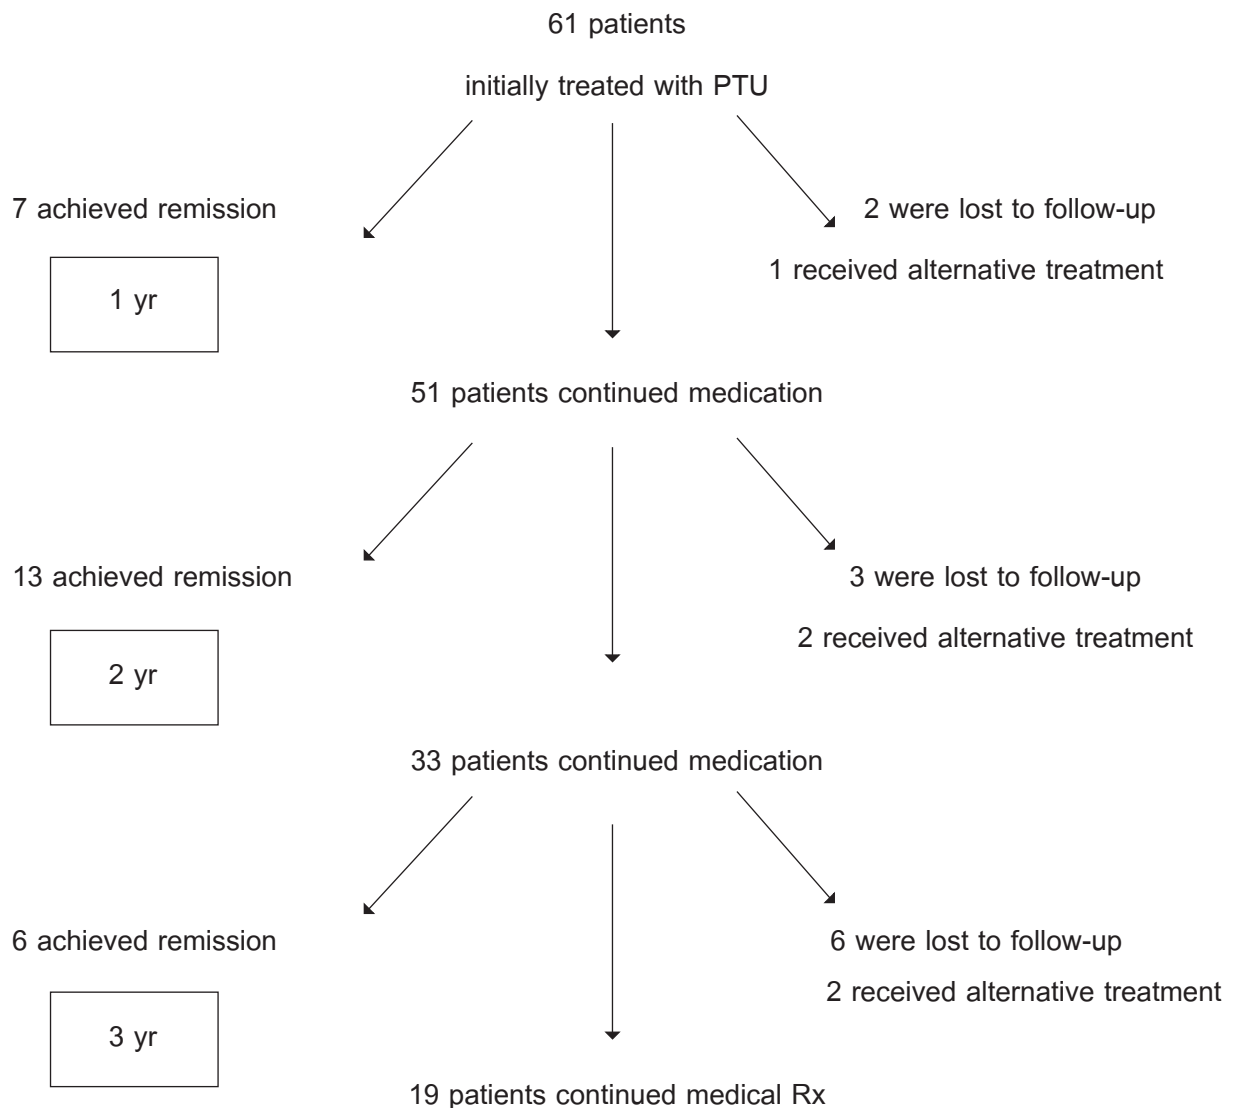 61 patients
initially treated with PTU
7 achieved remission
2 were lost to follow-up
1 received alternative treatment
1 yr
51 patients continued medication
13 achieved remission
3 were lost to follow-up
2 received alternative treatment
2 yr
33 patients continued medication
6 achieved remission
6 were lost to follow-up
2 received alternative treatment
3 yr
19 patients continued medical Rx